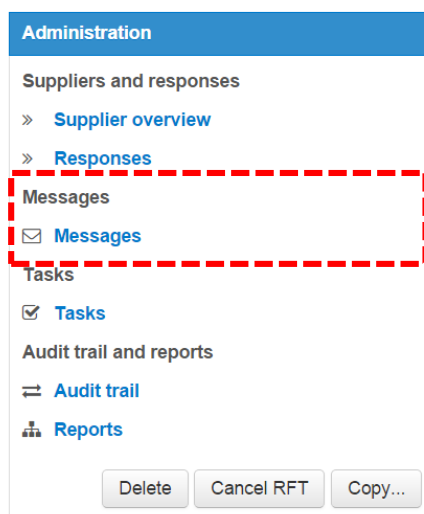 Administration
Suppliers and responses
» Supplier overview
» Responses
Messages
Messages
Tasks
Tasks
Audit trail and reports
Audit trail
Reports
Delete Cancel RFT Copy...